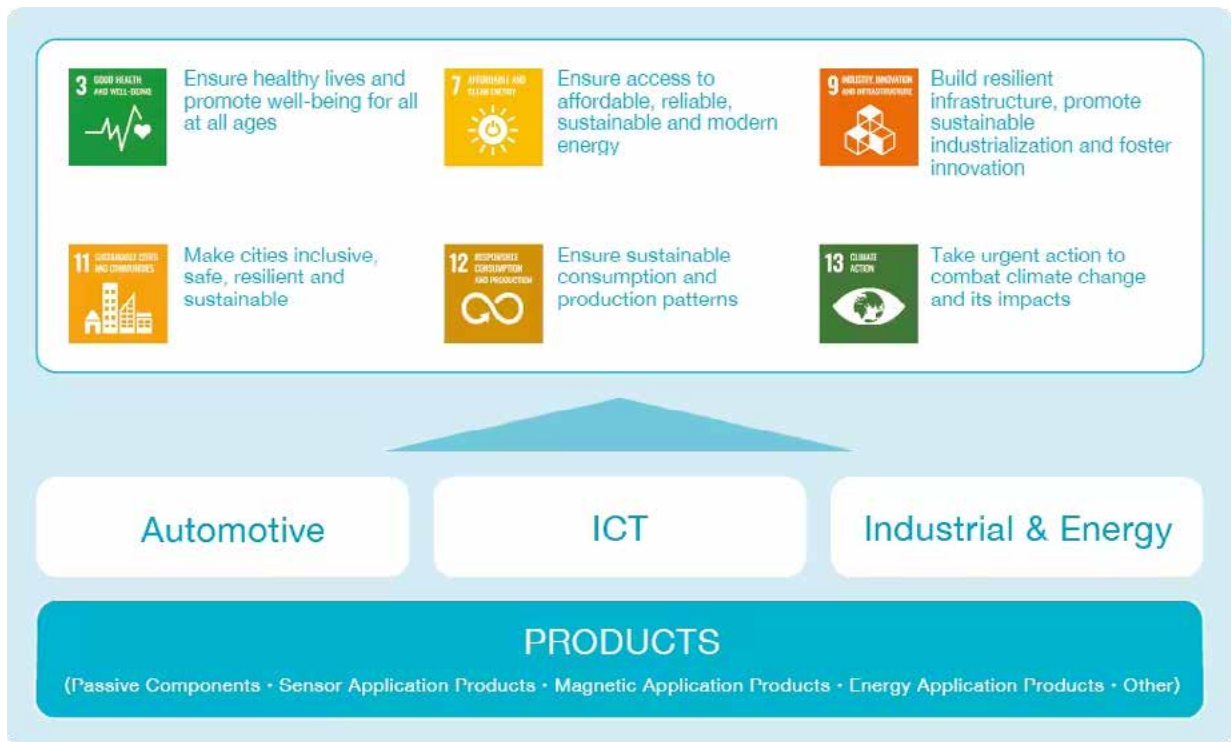 3 GOOD HEALTH
AND WELL-BEING
Ensure healthy lives and
promote well-being for all
at all ages
7 AFFORDABLE AND
CLEAN ENERGY
Ensure access to
affordable, reliable,
sustainable and modern
energy
9 INDUSTRY, INNOVATION
AND INFRASTRUCTURE
Build resilient
infrastructure, promote
sustainable
industrialization and foster
innovation
11 SUSTAINABLE CITIES
AND COMMUNITIES
Make cities inclusive,
safe, resilient and
sustainable
12 RESPONSIBLE
CONSUMPTION
AND PRODUCTION
Ensure sustainable
consumption and
production patterns
13 CLIMATE
ACTION
Take urgent action to
combat climate change
and its impacts
Automotive
ICT
Industrial & Energy
PRODUCTS
(Passive Components・Sensor Application Products・Magnetic Application Products・Energy Application Products・Other)